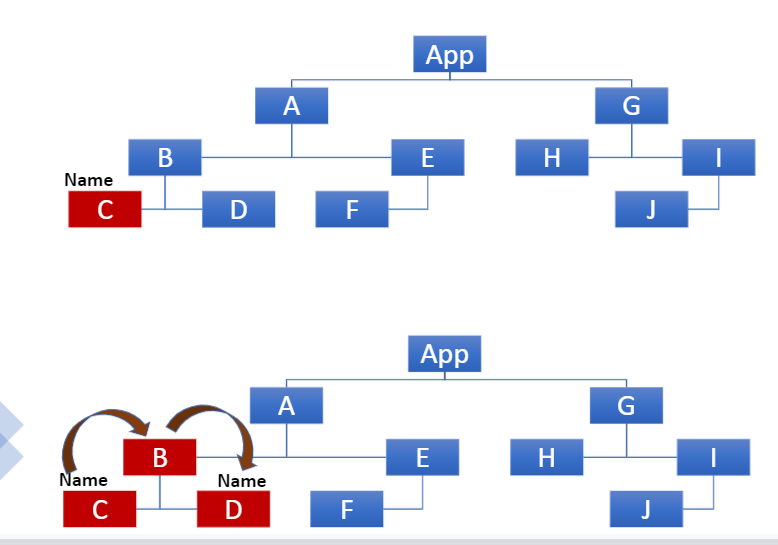 App
A G
B E H I
Name
C D F J
App
A G
B E H I
Name Name
C D F J